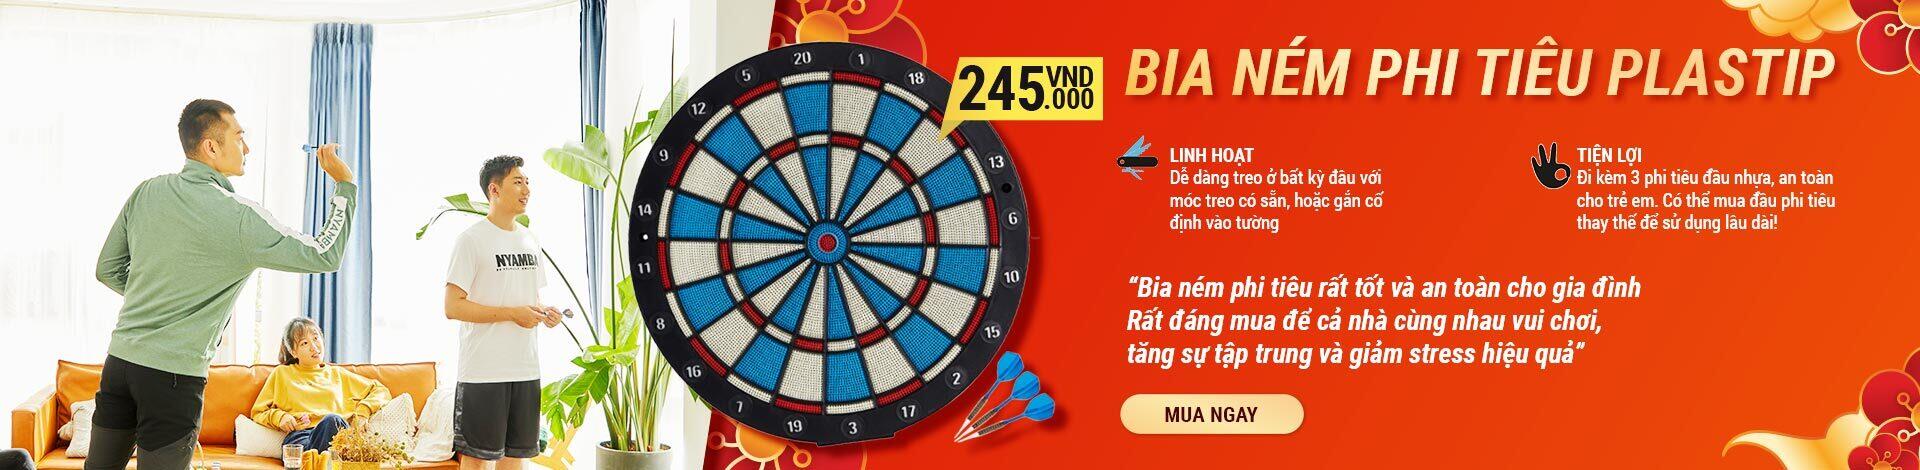 BIA NÉM PHI TIÊU PLASTIP
245.000 VND
LINH HOẠT
Dễ dàng treo ở bất kỳ đâu với
móc treo có sẵn, hoặc gắn cố
định vào tường
TIỆN LỢI
Đi kèm 3 phi tiêu đầu nhựa, an toàn
cho trẻ em. Có thể mua đầu phi tiêu
thay thế để sử dụng lâu dài!
“Bia ném phi tiêu rất tốt và an toàn cho gia đình
Rất đáng mua để cả nhà cùng nhau vui chơi,
tăng sự tập trung và giảm stress hiệu quả”
MUA NGAY
20
1
18
13
6
10
15
2
17
3
19
7
16
8
11
14
9
12
5
NYAMBA
NYAMBA